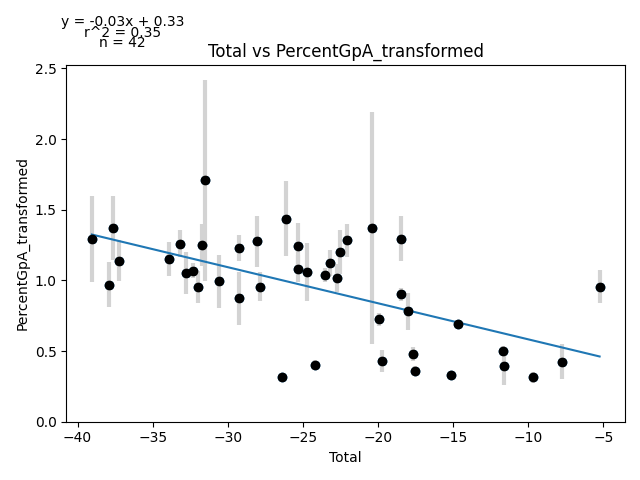 y = -0.03x + 0.33
r^2 = 0.35
n = 42
Total vs PercentGpA_transformed
2.5
2.0
1.5
1.0
0.5
0.0
PercentGpA_transformed
−40
−35
−30
−25
−20
−15
−10
−5
Total